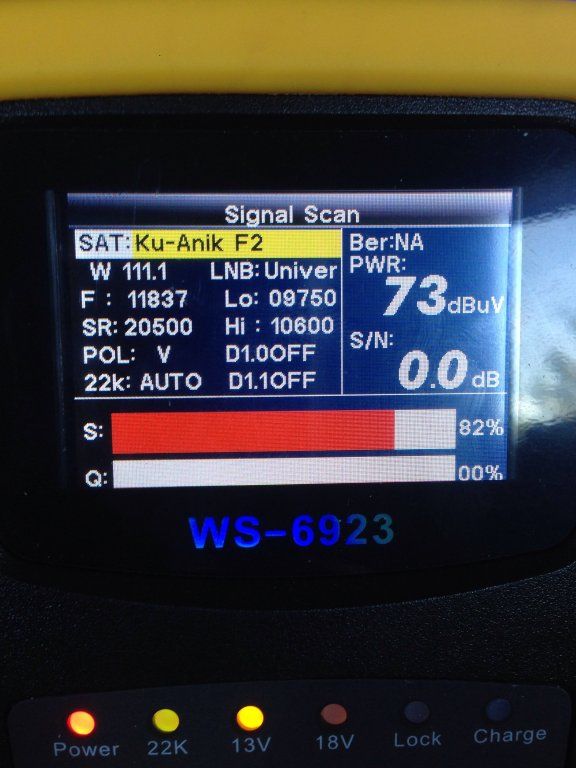 Signal Scan
SAT: Ku-Anik F2
W 111.1 LNB: Univer
F : 11837 Lo: 09750
SR: 20500 Hi : 10600
POL: V D1.0OFF
22k: AUTO D1.1OFF
Ber:NA
PWR:
73dBuV
S/N:
0.0 dB
S: 82%
Q: 00%
WS-6923
Power 22K 13V 18V Lock Charge